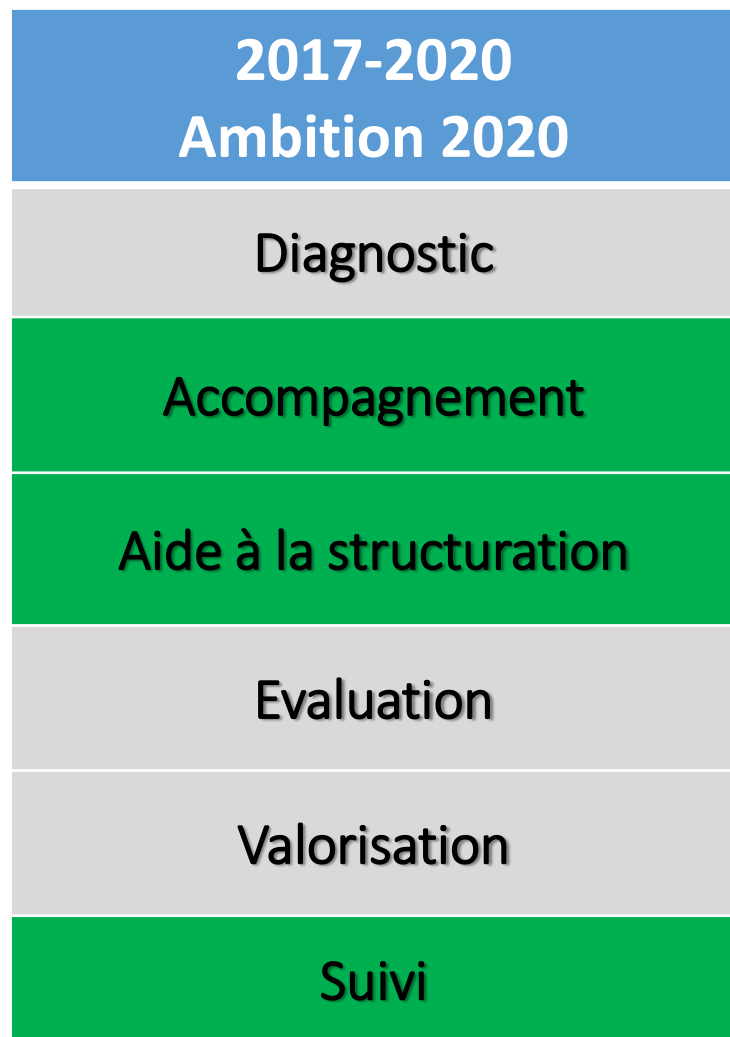 2017-2020
Ambition 2020
Diagnostic
Accompagnement
Aide à la structuration
Evaluation
Valorisation
Suivi